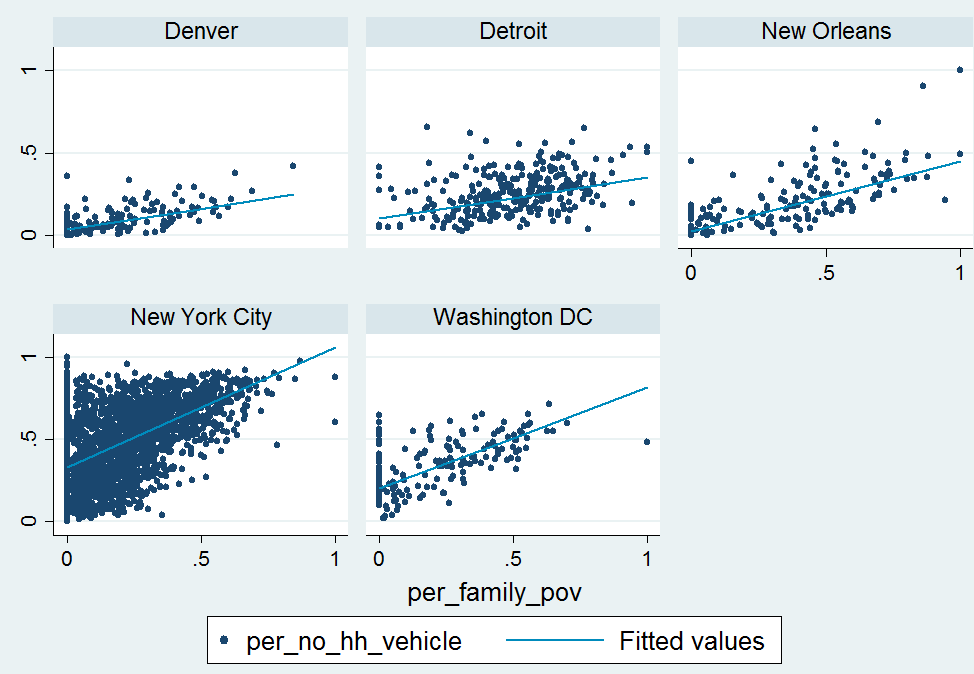 Denver Detroit New Orleans
1
.5
0
0 .5 1
New York City Washington DC
1
.5
0
0 .5 1 0 .5 1
per_family_pov
per_no_hh_vehicle Fitted values